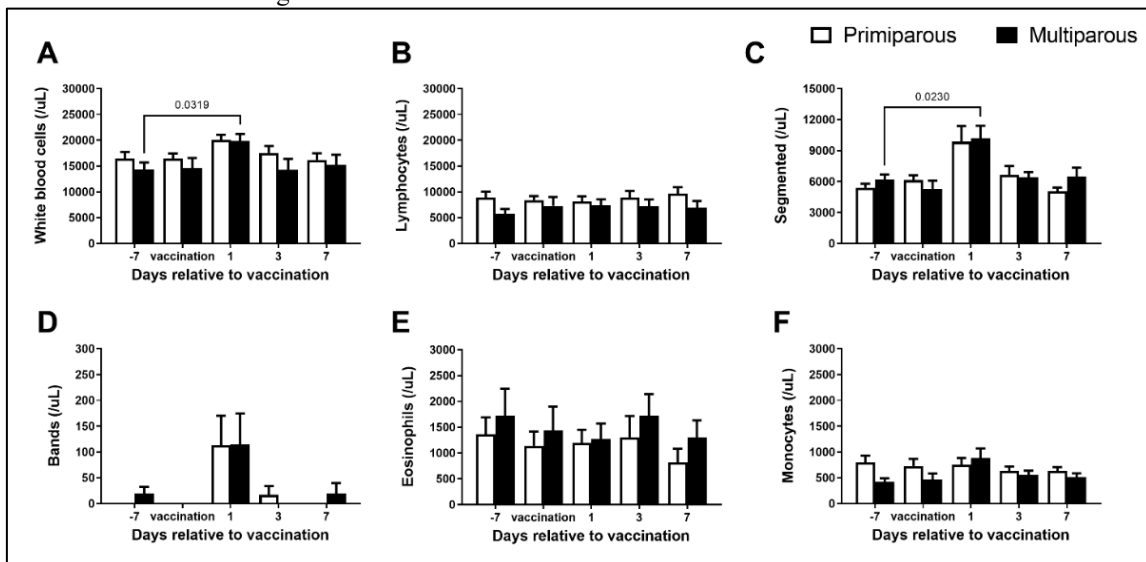 Primiparous Multiparous
A
0.0319
White blood cells (/uL)
30000
25000
20000
15000
10000
5000
0
-7 vaccination 1 3 7
Days relative to vaccination
B
Lymphocytes (/uL)
30000
25000
20000
15000
10000
5000
0
-7 vaccination 1 3 7
Days relative to vaccination
C
0.0230
Segmented (/uL)
15000
12000
9000
6000
3000
0
-7 vaccination 1 3 7
Days relative to vaccination
D
Bands (/uL)
300
250
200
150
100
50
0
-7 vaccination 1 3 7
Days relative to vaccination
E
Eosinophils (/uL)
3000
2500
2000
1500
1000
500
0
-7 vaccination 1 3 7
Days relative to vaccination
F
Monocytes (/uL)
3000
2500
2000
1500
1000
500
0
-7 vaccination 1 3 7
Days relative to vaccination